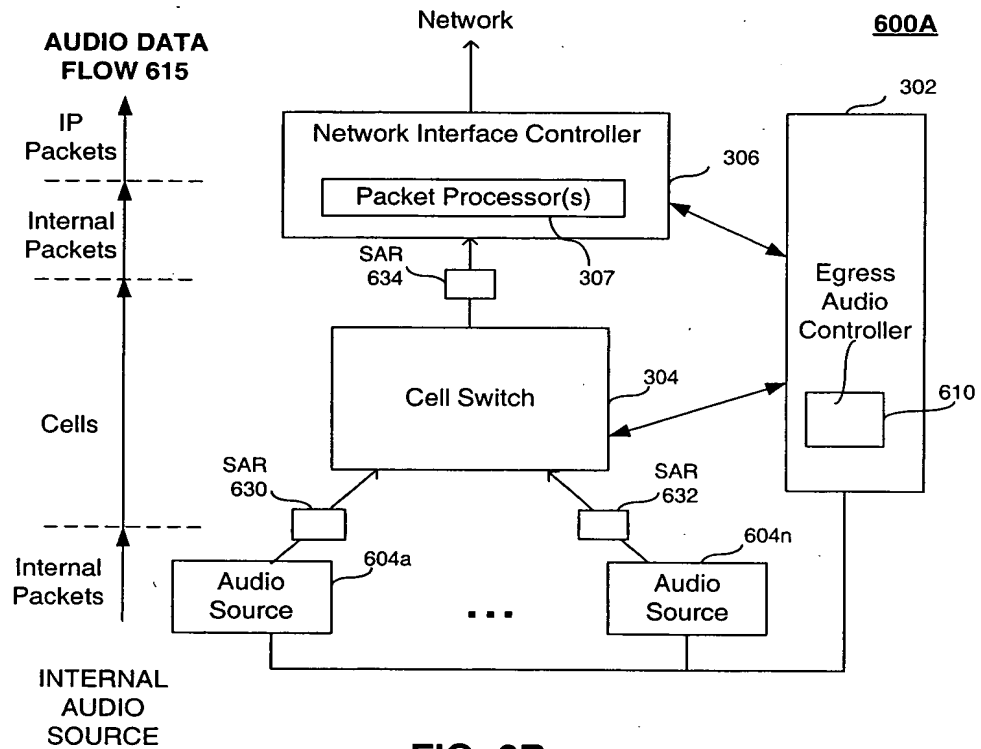 Network
600A
AUDIO DATA
FLOW 615
302
IP
Packets
Network Interface Controller
306
Packet Processor(s)
Internal
Packets
SAR
634
307
Egress
Audio
Controller
Cell Switch
304
610
Cells
SAR
630
SAR
632
604a
604n
Internal
Packets
Audio
Source
...
Audio
Source
INTERNAL
AUDIO
SOURCE